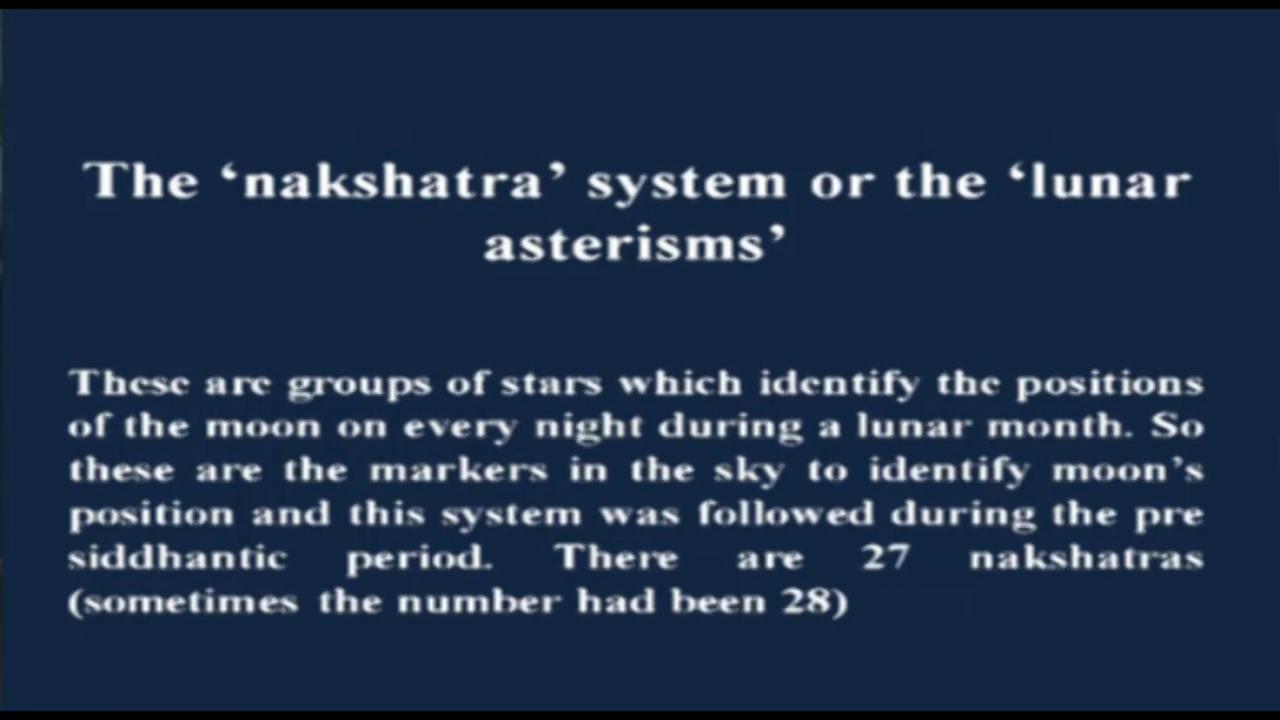 The ‘nakshatra’ system or the ‘lunar
asterisms’
These are groups of stars which identify the positions
of the moon on every night during a lunar month. So
these are the markers in the sky to identify moon’s
position and this system was followed during the pre
siddhantic period. There are 27 nakshatras
(sometimes the number had been 28)